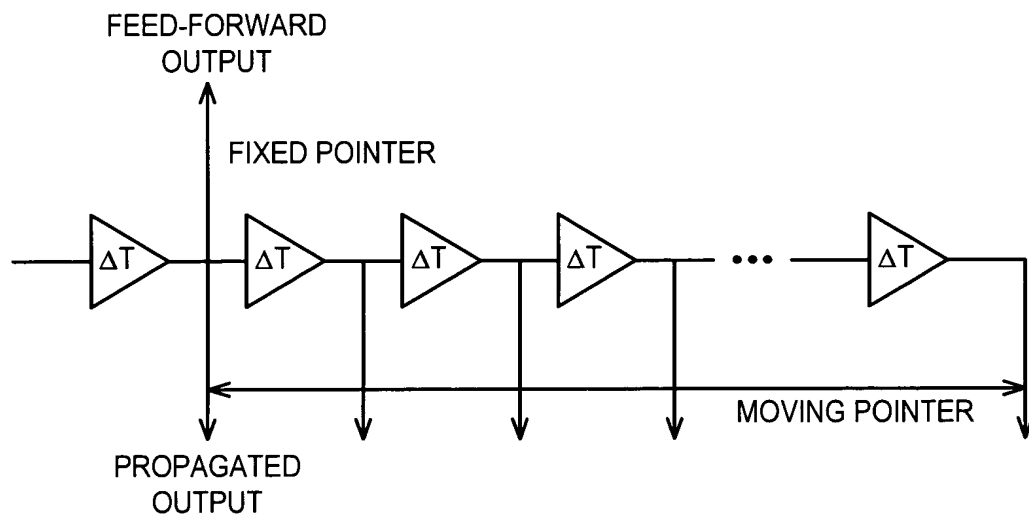 FEED-FORWARD
OUTPUT
FIXED POINTER
ΔT ΔT ΔT ΔT ••• ΔT
MOVING POINTER
PROPAGATED
OUTPUT